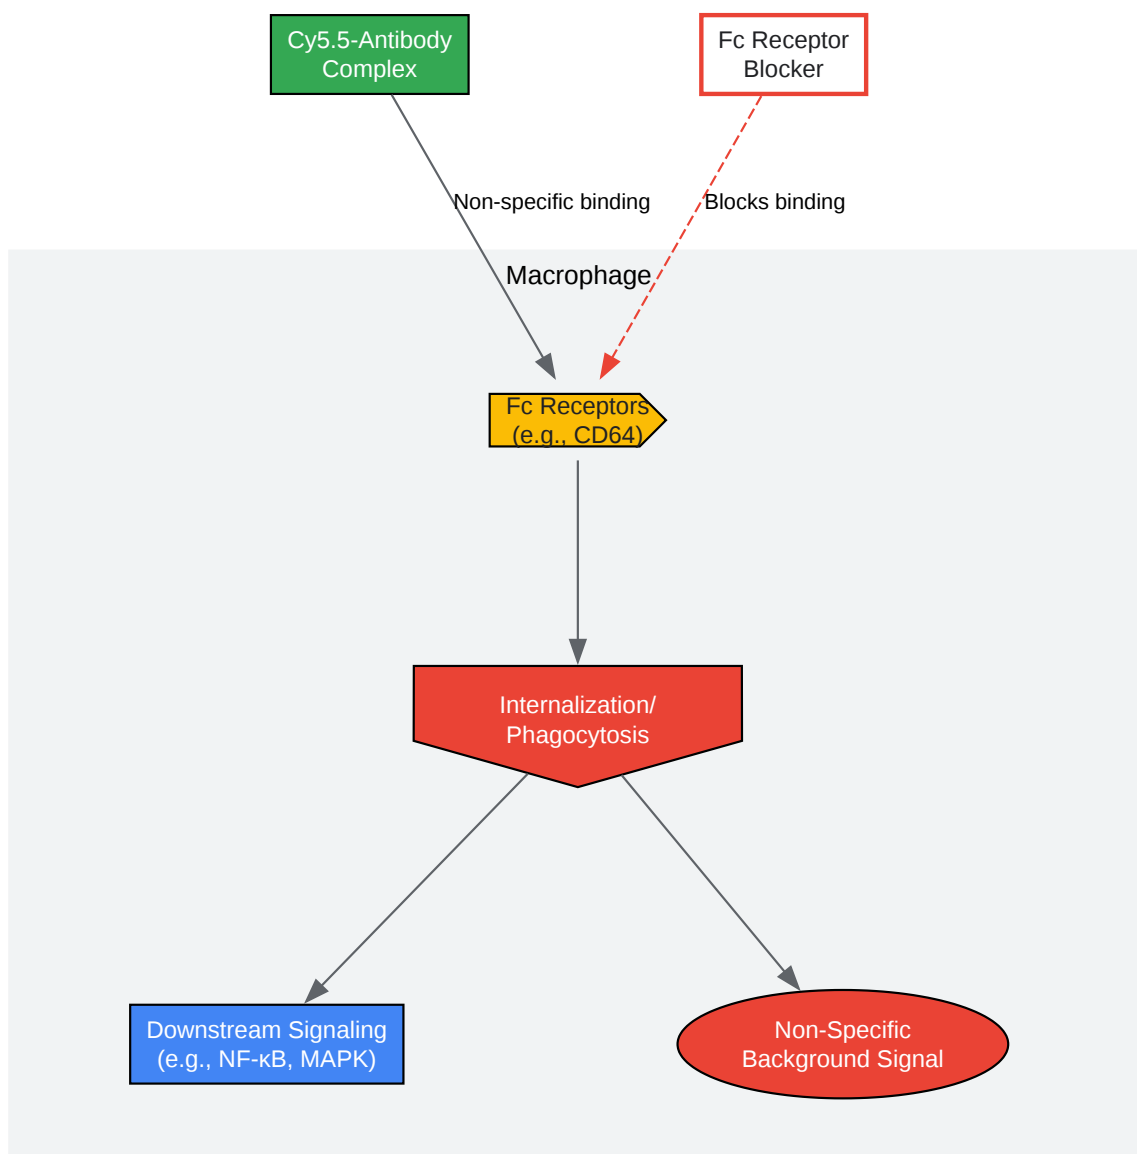 Cy5.5-Antibody
Complex
Fc Receptor
Blocker
Non-specific binding
Blocks binding
Macrophage
Fc Receptors
(e.g., CD64)
Internalization/
Phagocytosis
Downstream Signaling
(e.g., NF-κB, MAPK)
Non-Specific
Background Signal